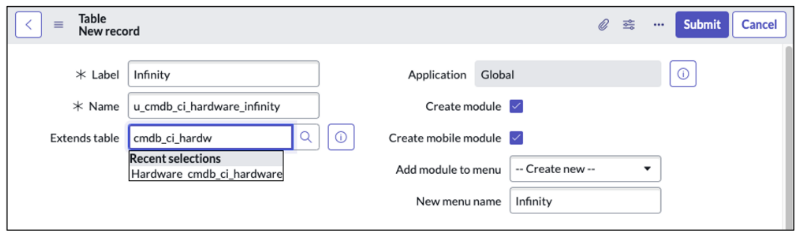 Table
New record
Submit
Cancel
* Label
Infinity
Application
Global
* Name
u_cmdb_ci_hardware_infinity
Create module
Extends table
cmdb_ci_hardw
Create mobile module
Recent selections
Hardware cmdb_ci_hardware
Add module to menu
-- Create new --
New menu name
Infinity